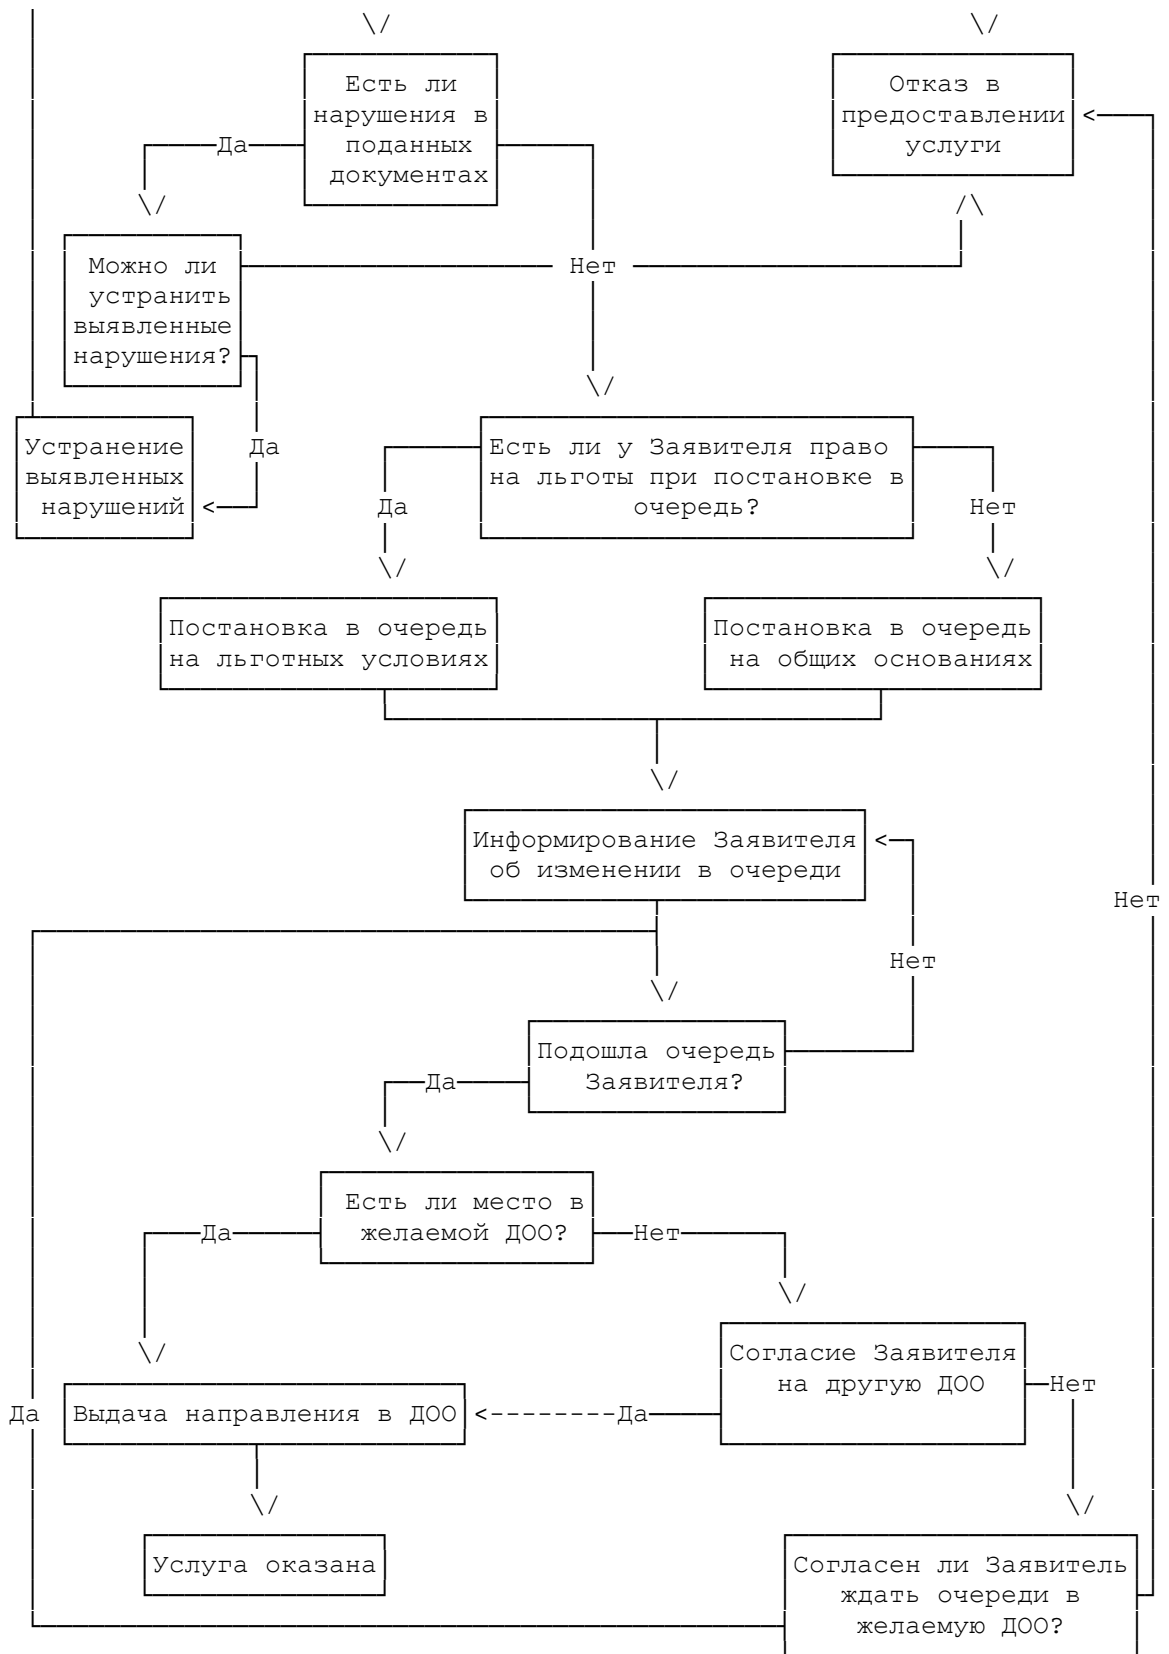 Есть ли
нарушения в
поданных
документах
Отказ в
предоставлении
услуги
Да
Можно ли
устранить
выявленные
нарушения?
Нет
Устранение
выявленных
нарушений
Да
Есть ли у Заявителя право
на льготы при постановке в
очередь?
Да
Нет
Постановка в очередь
на льготных условиях
Постановка в очередь
на общих основаниях
Информирование Заявителя
об изменении в очереди
Нет
Нет
Подошла очередь
Заявителя?
Да
Есть ли место в
желаемой ДОО?
Да
Нет
Согласие Заявителя
на другую ДОО
Нет
Да
Выдача направления в ДОО
Да
Услуга оказана
Согласен ли Заявитель
ждать очереди в
желаемую ДОО?